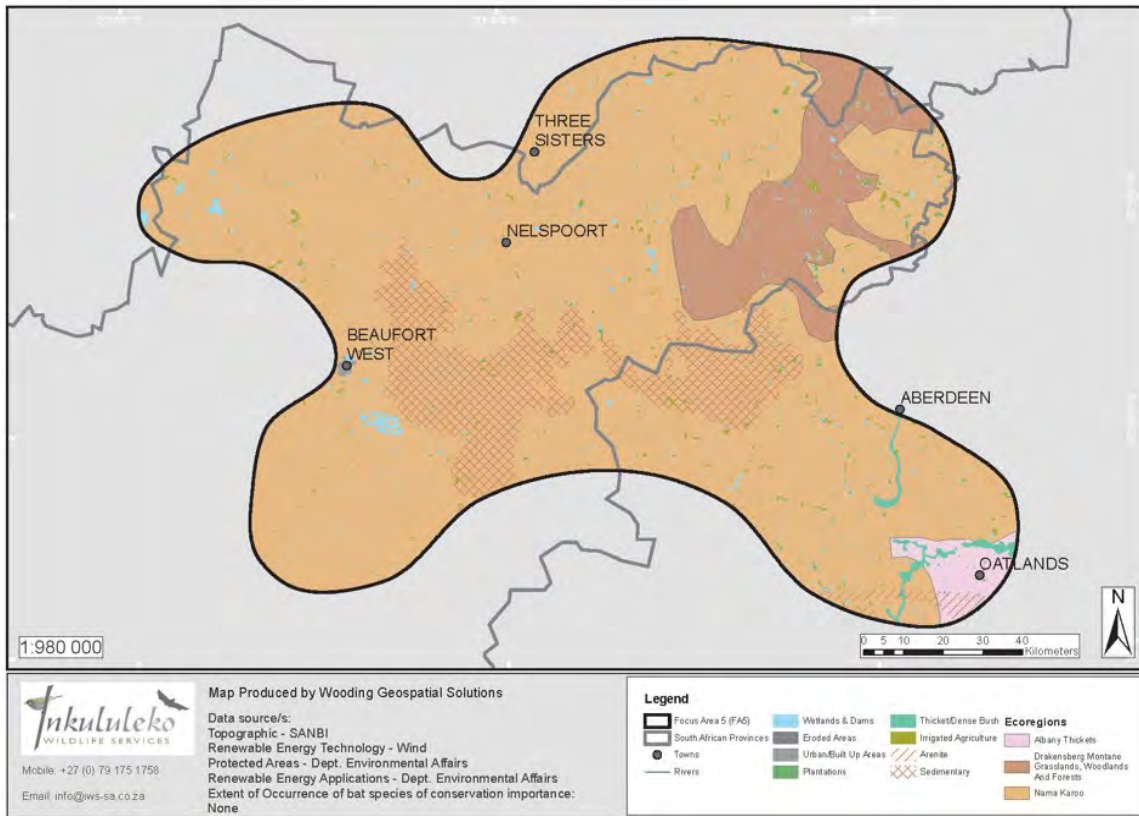 THREE
SISTERS
NELSPOORT
BEAUFORT
WEST
ABERDEEN
OATLANDS
N
1:980 000
0 5 10 20 30 40
Kilometers
Inkululeko
WILDLIFE SERVICES
Mobile: +27 (0) 79 175 1758
Email: info@iws-sa.co.za
Map Produced by Wooding Geospatial Solutions
Data source/s:
Topographic - SANBI
Renewable Energy Technology - Wind
Protected Areas - Dept. Environmental Affairs
Renewable Energy Applications - Dept. Environmental Affairs
Extent of Occurrence of bat species of conservation importance:
None
Legend
Focus Area 5 (FA5)
South African Provinces
Towns
Rivers
Wetlands & Dams
Eroded Areas
Urban/Built Up Areas
Plantations
Thicket/Dense Bush
Irrigated Agriculture
Arenite
Sedimentary
Ecoregions
Albany Thickets
Drakensberg Montane
Grasslands, Woodlands
And Forests
Nama Karoo